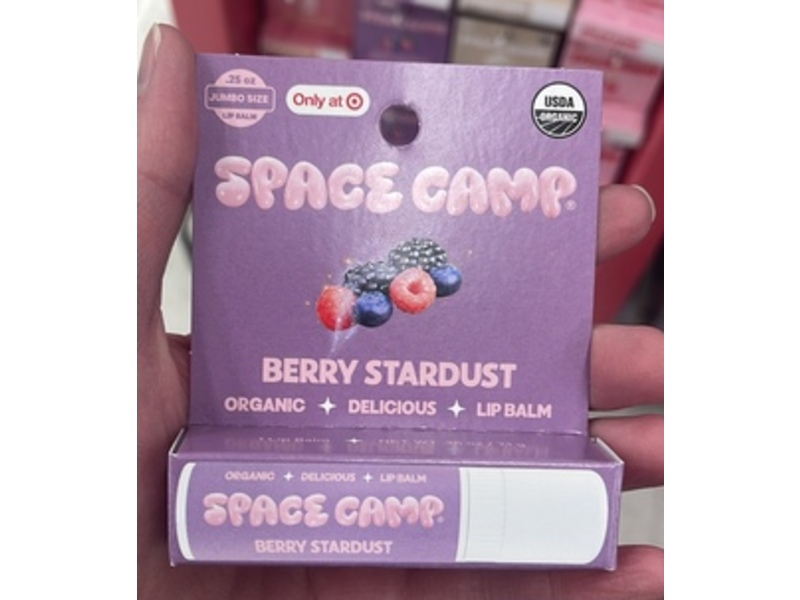 .25 oz
JUMBO SIZE
LIP BALM
Only at
USDA
ORGANIC
SPACE CAMP®
BERRY STARDUST
ORGANIC ✦ DELICIOUS ✦ LIP BALM
ORGANIC ✦ DELICIOUS ✦ LIP BALM
SPACE CAMP®
BERRY STARDUST